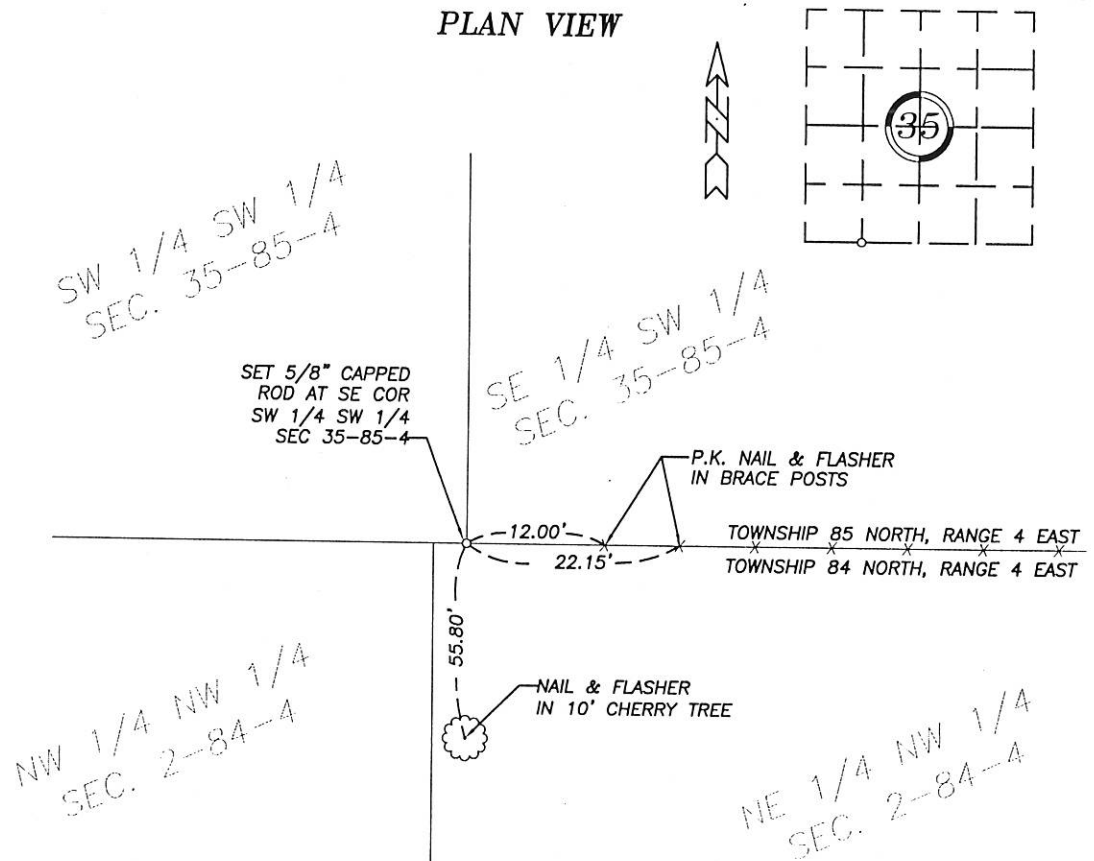 PLAN VIEW
N
35
SW 1/4 SW 1/4
SEC. 35-85-4
SE 1/4 SW 1/4
SEC. 35-85-4
SET 5/8" CAPPED
ROD AT SE COR
SW 1/4 SW 1/4
SEC 35-85-4
P.K. NAIL & FLASHER
IN BRACE POSTS
12.00'
22.15'
TOWNSHIP 85 NORTH, RANGE 4 EAST
TOWNSHIP 84 NORTH, RANGE 4 EAST
55.80'
NAIL & FLASHER
IN 10' CHERRY TREE
NW 1/4 NW 1/4
SEC. 2-84-4
NE 1/4 NW 1/4
SEC. 2-84-4